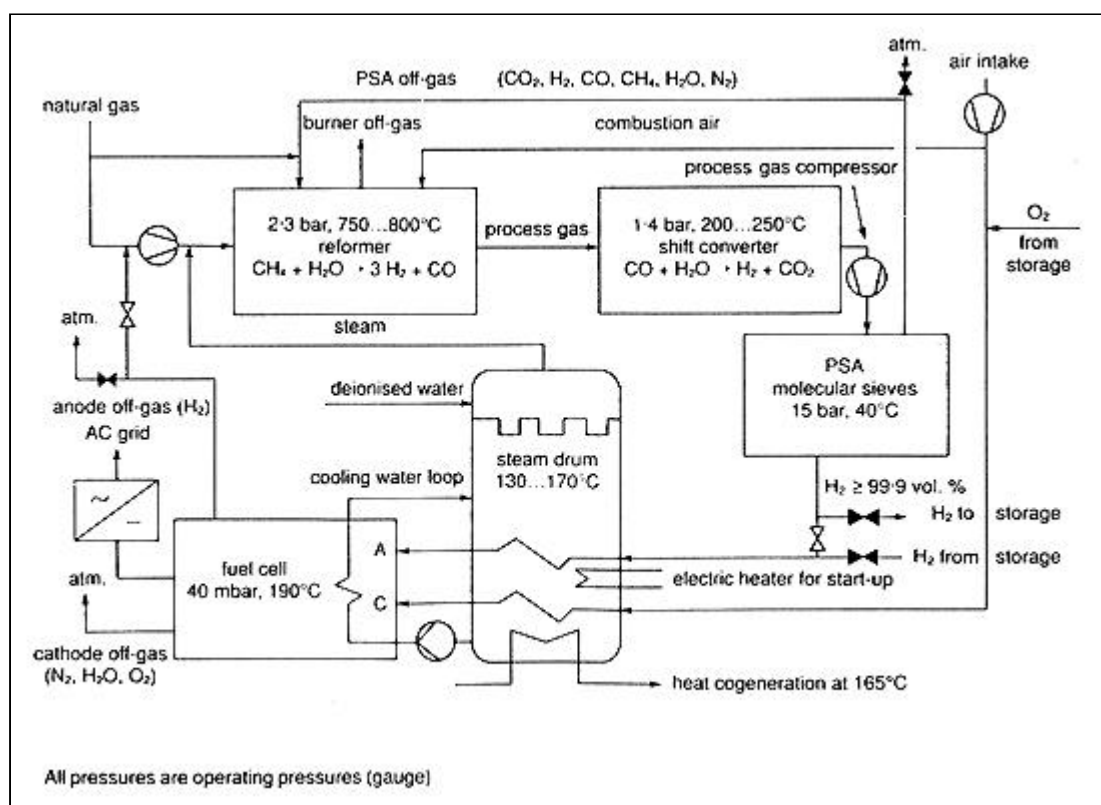 atm.
air intake
PSA off-gas (CO₂, H₂, CO, CH₄, H₂O, N₂)
natural gas
burner off-gas
combustion air
process gas compressor
2·3 bar, 750...800°C
reformer
CH₄ + H₂O → 3 H₂ + CO
process gas
1·4 bar, 200...250°C
shift converter
CO + H₂O → H₂ + CO₂
O₂
from
storage
atm.
steam
PSA
molecular sieves
15 bar, 40°C
deionised water
anode off-gas (H₂)
AC grid
steam drum
130...170°C
cooling water loop
H₂ ≥ 99·9 vol. %
H₂ to storage
H₂ from storage
~
–
A
fuel cell
40 mbar, 190°C
C
electric heater for start-up
atm.
cathode off-gas
(N₂, H₂O, O₂)
heat cogeneration at 165°C
All pressures are operating pressures (gauge)